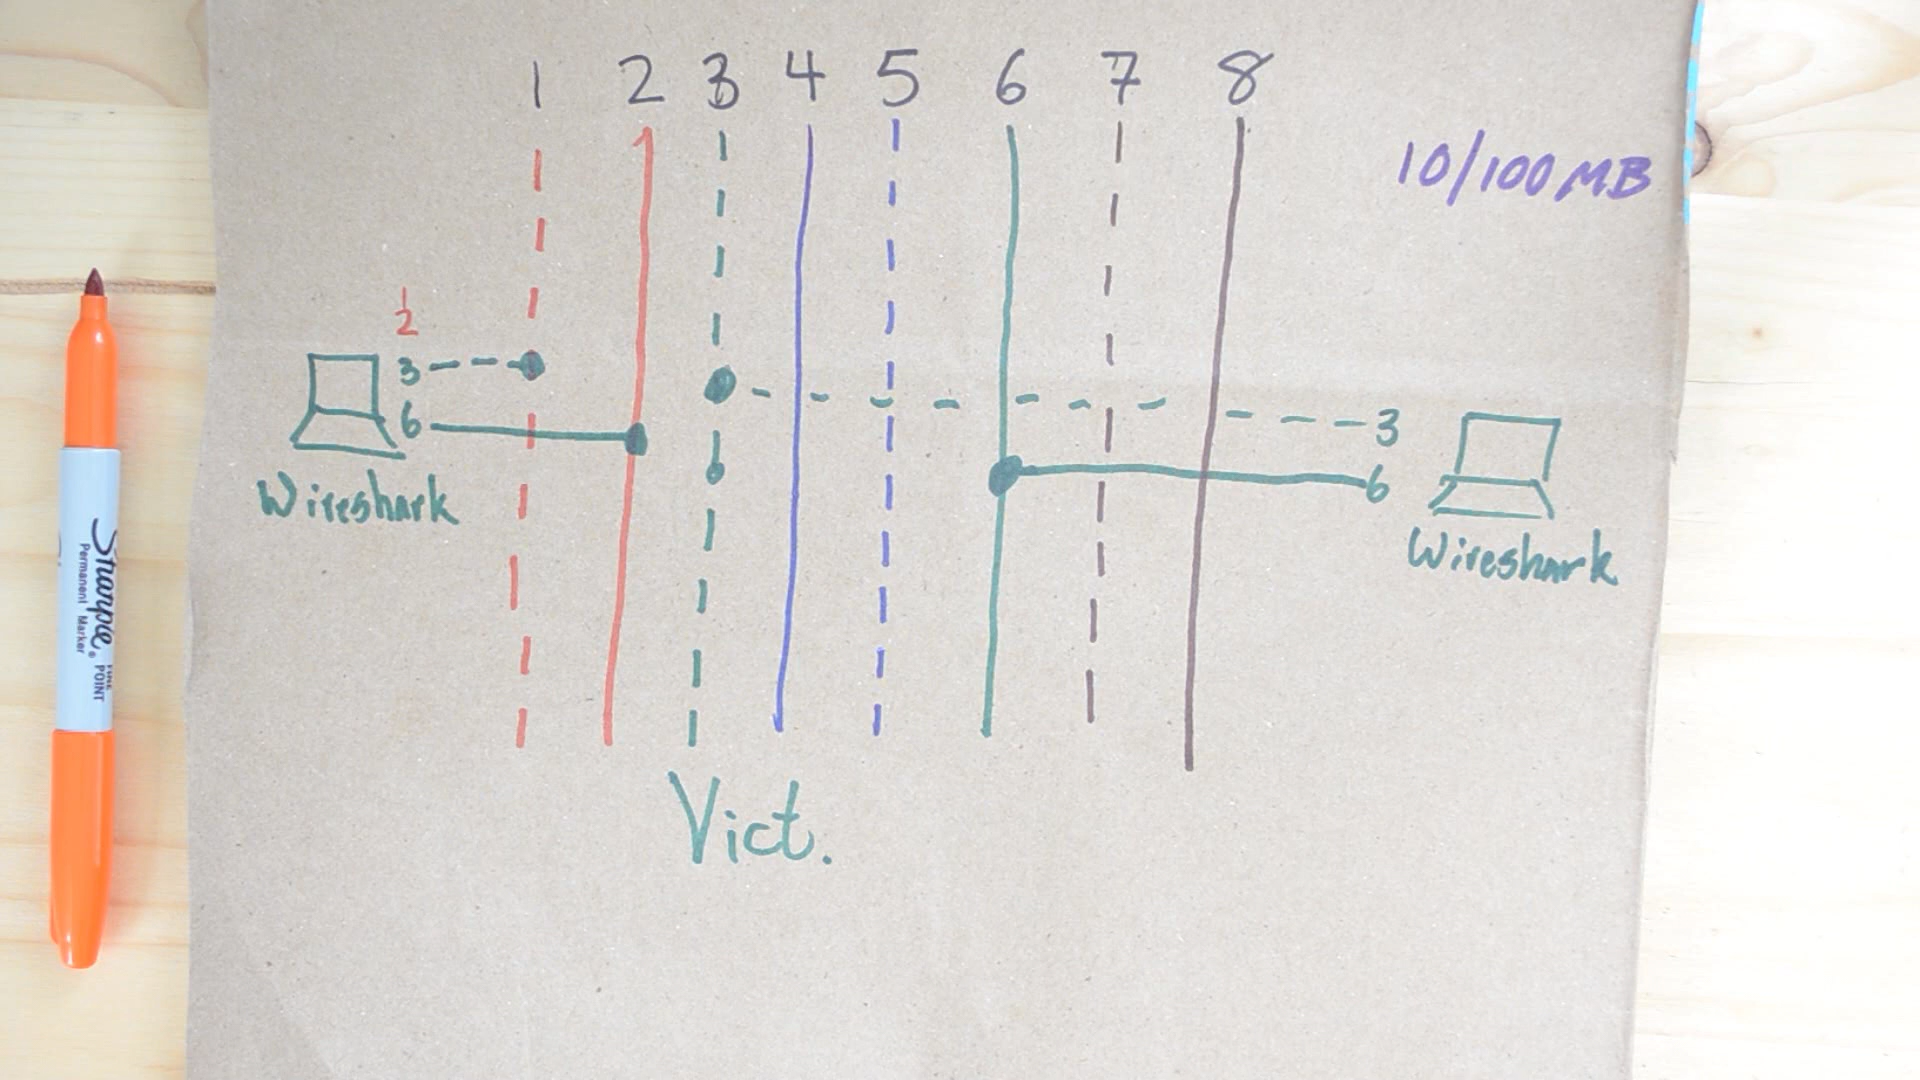 1 2 3 4 5 6 7 8
10/100 MB
1
2
3
6
Wireshark
3
6
Wireshark
Vict.
Sharpie
Permanent Marker
FINE
POINT